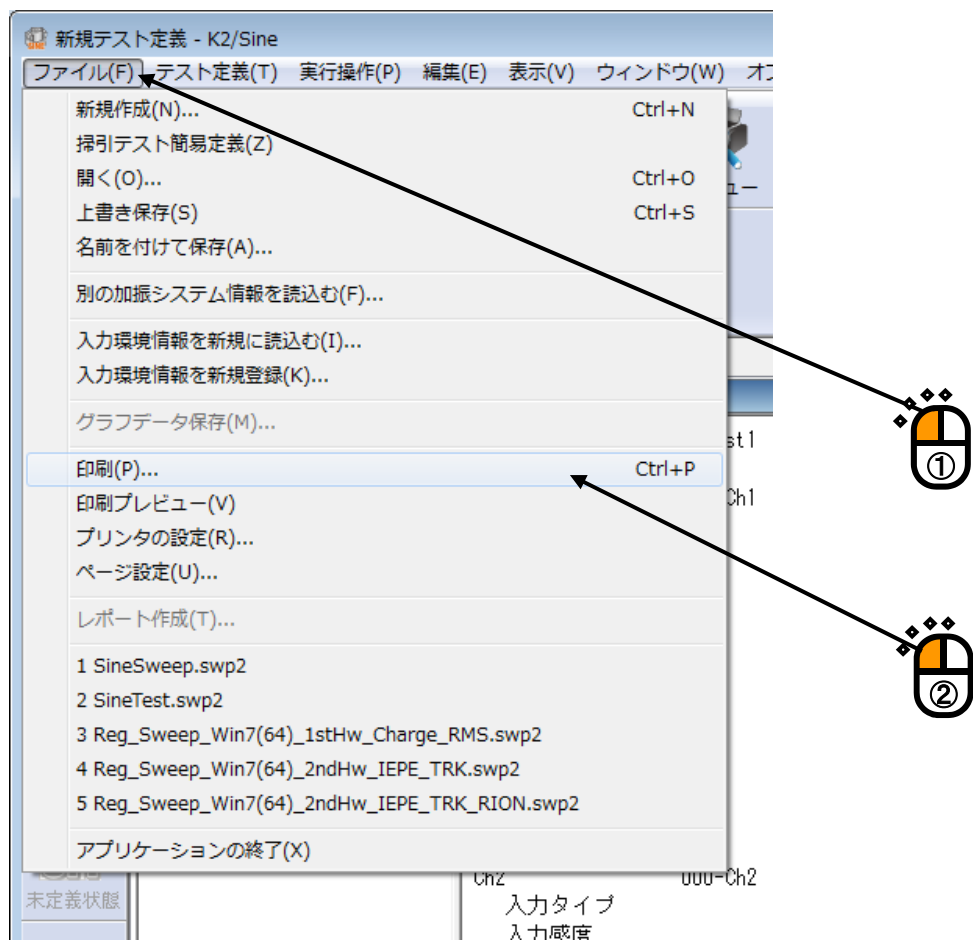 新規テスト定義 - K2/Sine
ファイル(F) テスト定義(T) 実行操作(P) 編集(E) 表示(V) ウィンドウ(W)
新規作成(N)... Ctrl+N
掃引テスト簡易定義(Z)
開く(O)... Ctrl+O
ュー
上書き保存(S) Ctrl+S
名前を付けて保存(A)...
別の加振システム情報を読込む(F)...
入力環境情報を新規に読込む(I)...
入力環境情報を新規登録(K)...
グラフデータ保存(M)...
st1
①
印刷(P)... Ctrl+P
Ch1
印刷プレビュー(V)
プリンタの設定(R)...
ページ設定(U)...
レポート作成(T)...
1 SineSweep.swp2
②
2 SineTest.swp2
3 Reg_Sweep_Win7(64)_1stHw_Charge_RMS.swp2
4 Reg_Sweep_Win7(64)_2ndHw_IEPE_TRK.swp2
5 Reg_Sweep_Win7(64)_2ndHw_IEPE_TRK_RION.swp2
アプリケーションの終了(X)
Ch2 000-Ch2
未定義状態
入力タイプ
入力感度